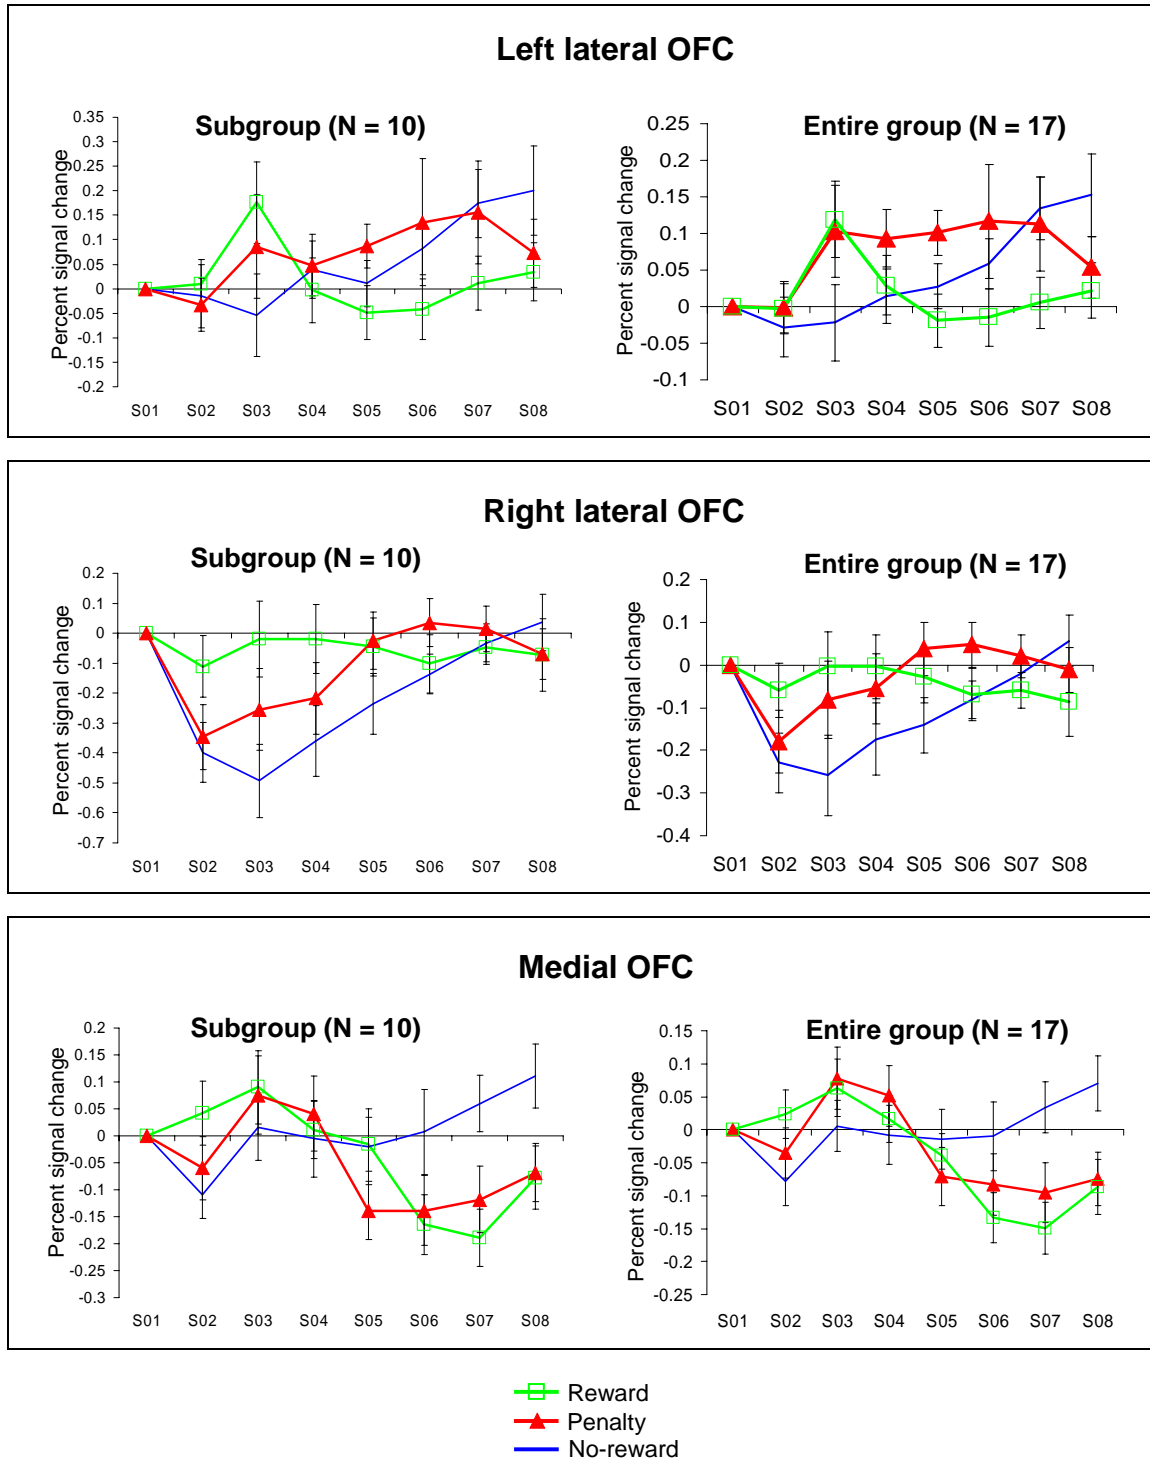 Left lateral OFC
Subgroup (N = 10)
Percent signal change
0.35
0.3
0.25
0.2
0.15
0.1
0.05
0
-0.05
-0.1
-0.15
-0.2
S01 S02 S03 S04 S05 S06 S07 S08
Entire group (N = 17)
Percent signal change
0.25
0.2
0.15
0.1
0.05
0
-0.05
-0.1
S01 S02 S03 S04 S05 S06 S07 S08
Right lateral OFC
Subgroup (N = 10)
Percent signal change
0.2
0.1
0
-0.1
-0.2
-0.3
-0.4
-0.5
-0.6
-0.7
S01 S02 S03 S04 S05 S06 S07 S08
Entire group (N = 17)
Percent signal change
0.2
0.1
0
-0.1
-0.2
-0.3
-0.4
S01 S02 S03 S04 S05 S06 S07 S08
Medial OFC
Subgroup (N = 10)
Percent signal change
0.2
0.15
0.1
0.05
0
-0.05
-0.1
-0.15
-0.2
-0.25
-0.3
S01 S02 S03 S04 S05 S06 S07 S08
Entire group (N = 17)
Percent signal change
0.15
0.1
0.05
0
-0.05
-0.1
-0.15
-0.2
-0.25
S01 S02 S03 S04 S05 S06 S07 S08
Reward
Penalty
No-reward